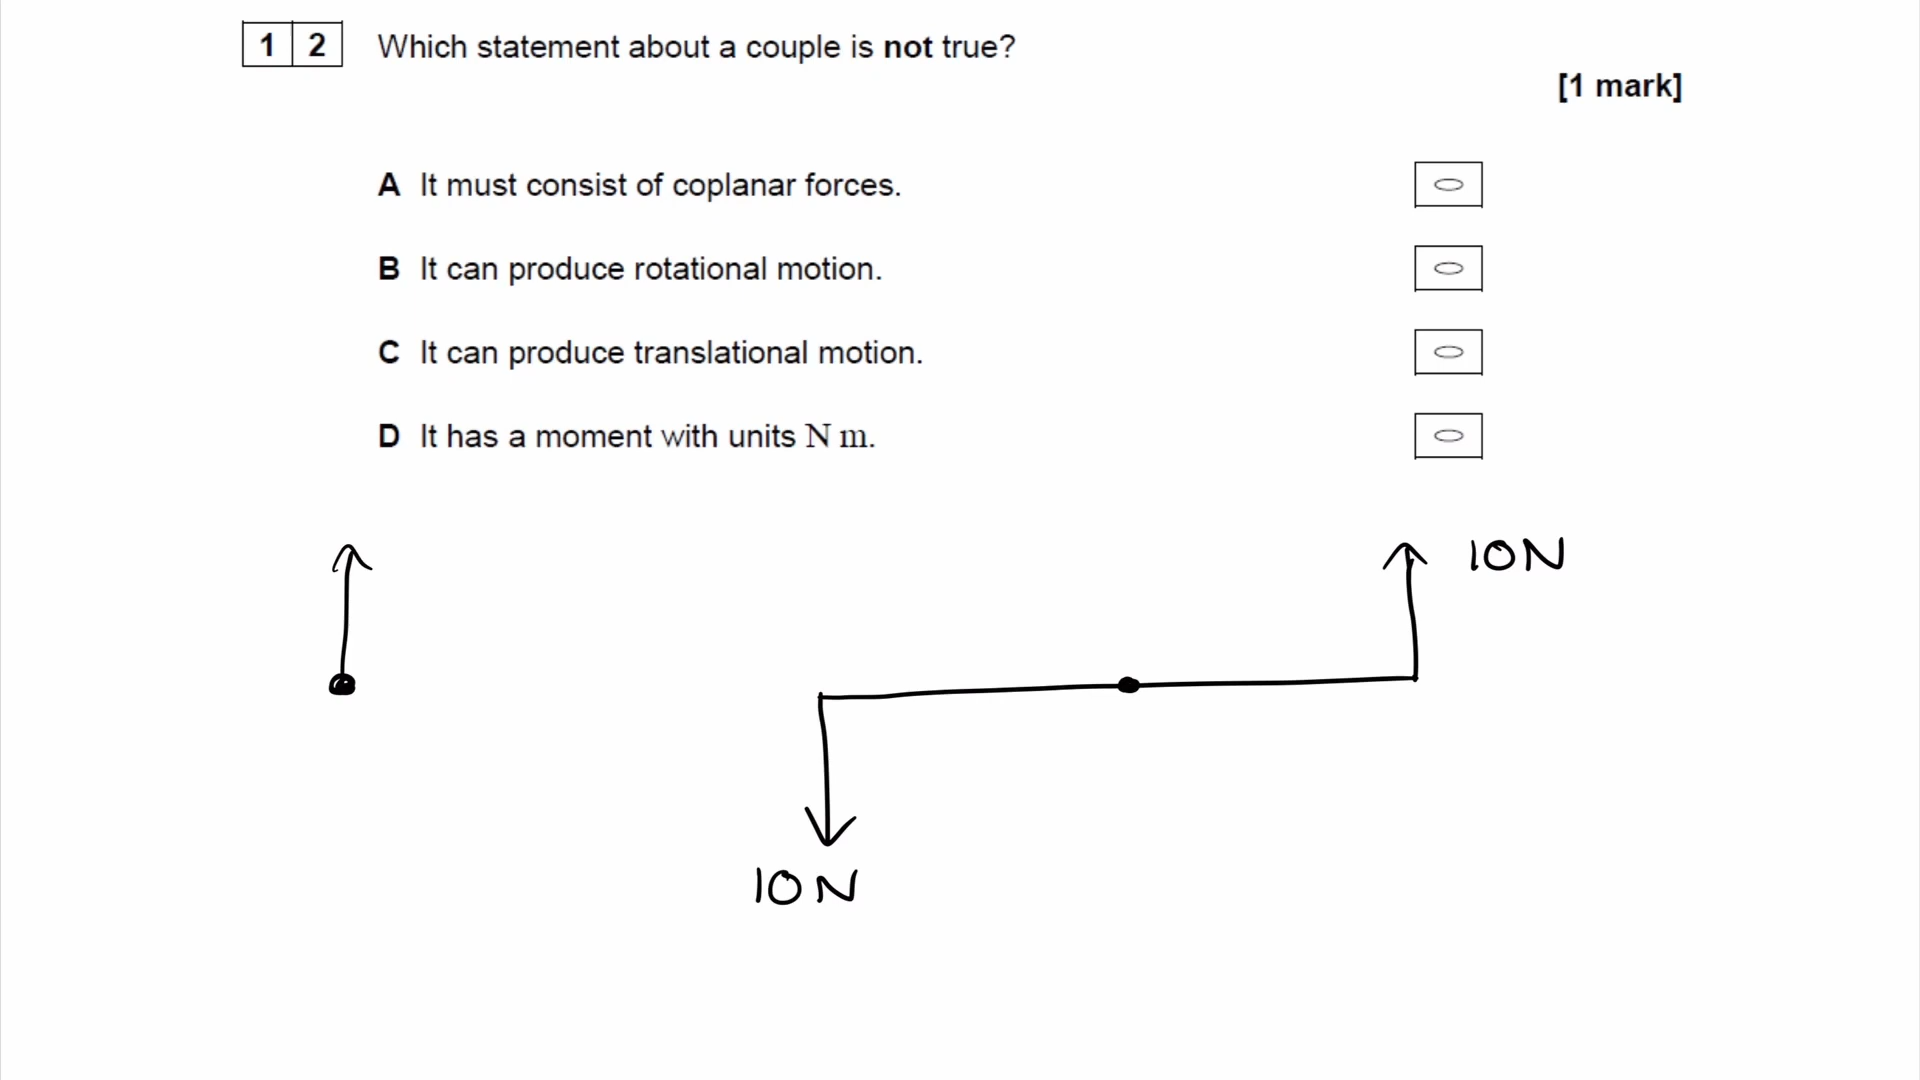 1 2 Which statement about a couple is not true?
[1 mark]
A It must consist of coplanar forces.
B It can produce rotational motion.
C It can produce translational motion.
D It has a moment with units N m.
10N
10N